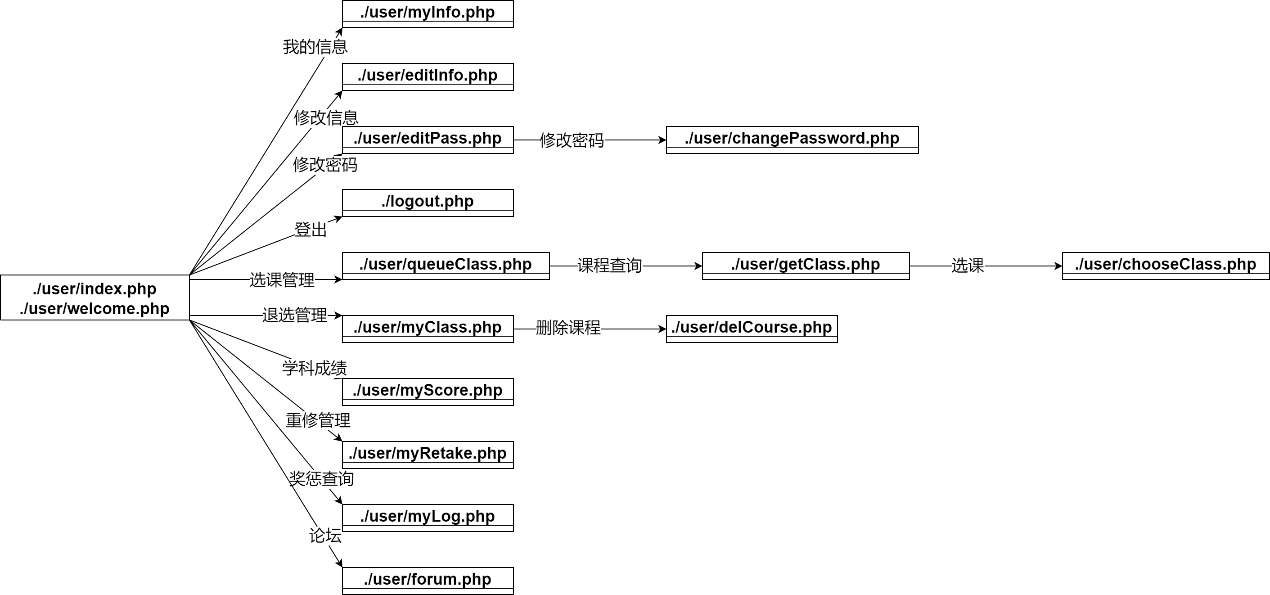 ./user/myInfo.php
我的信息
./user/editInfo.php
修改信息
./user/editPass.php
修改密码
./user/changePassword.php
修改密码
./logout.php
登出
./user/queueClass.php
课程查询
./user/getClass.php
选课
./user/chooseClass.php
选课管理
./user/index.php
./user/welcome.php
退选管理
./user/myClass.php
删除课程
./user/delCourse.php
学科成绩
./user/myScore.php
重修管理
./user/myRetake.php
奖惩查询
./user/myLog.php
论坛
./user/forum.php